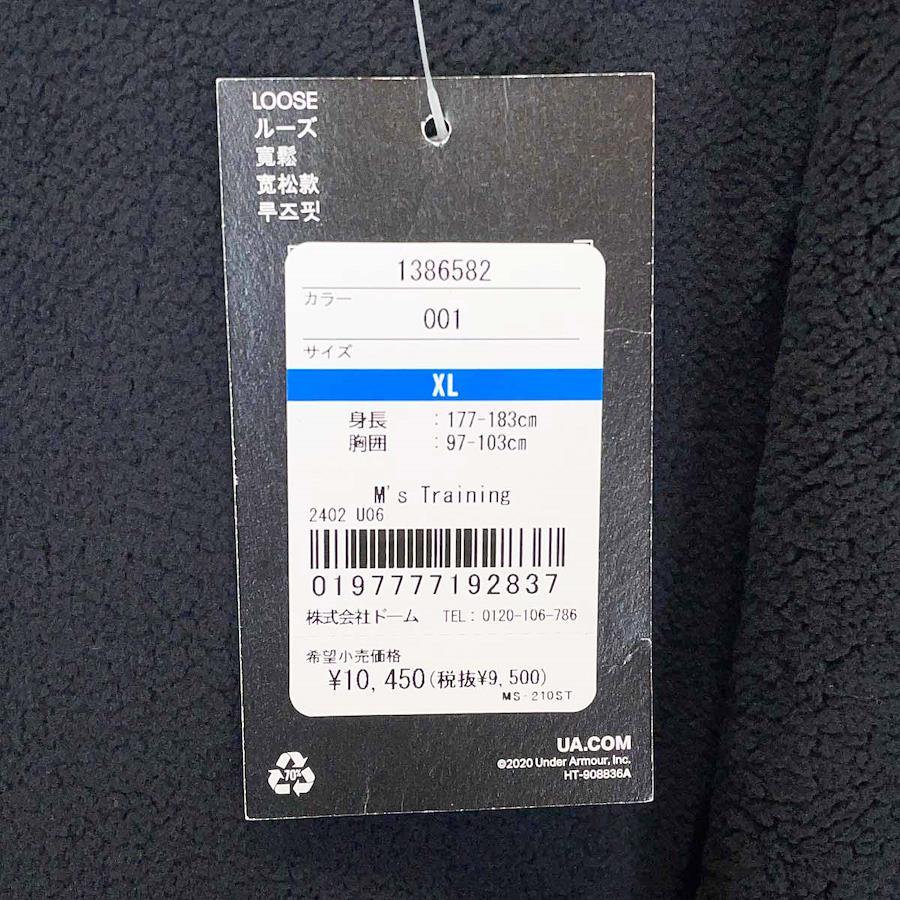 LOOSE
ルーズ
寬鬆
宽松款
루즈핏
1386582
カラー
001
サイズ
XL
身長 : 177-183cm
胸囲 : 97-103cm
M's Training
2402 U06
0197777192837
株式会社ドーム TEL: 0120-106-786
希望小売価格
¥10,450(税抜¥9,500)
MS-210ST
UA.COM
©2020 Under Armour, Inc.
HT-908836A
70%